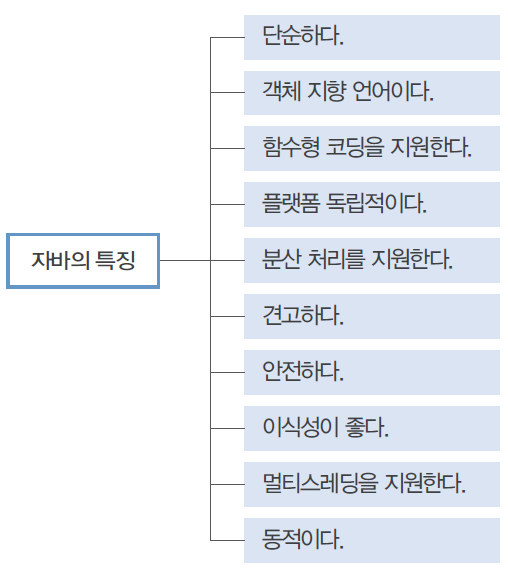 자바의 특징
단순하다.
객체 지향 언어이다.
함수형 코딩을 지원한다.
플랫폼 독립적이다.
분산 처리를 지원한다.
견고하다.
안전하다.
이식성이 좋다.
멀티스레딩을 지원한다.
동적이다.